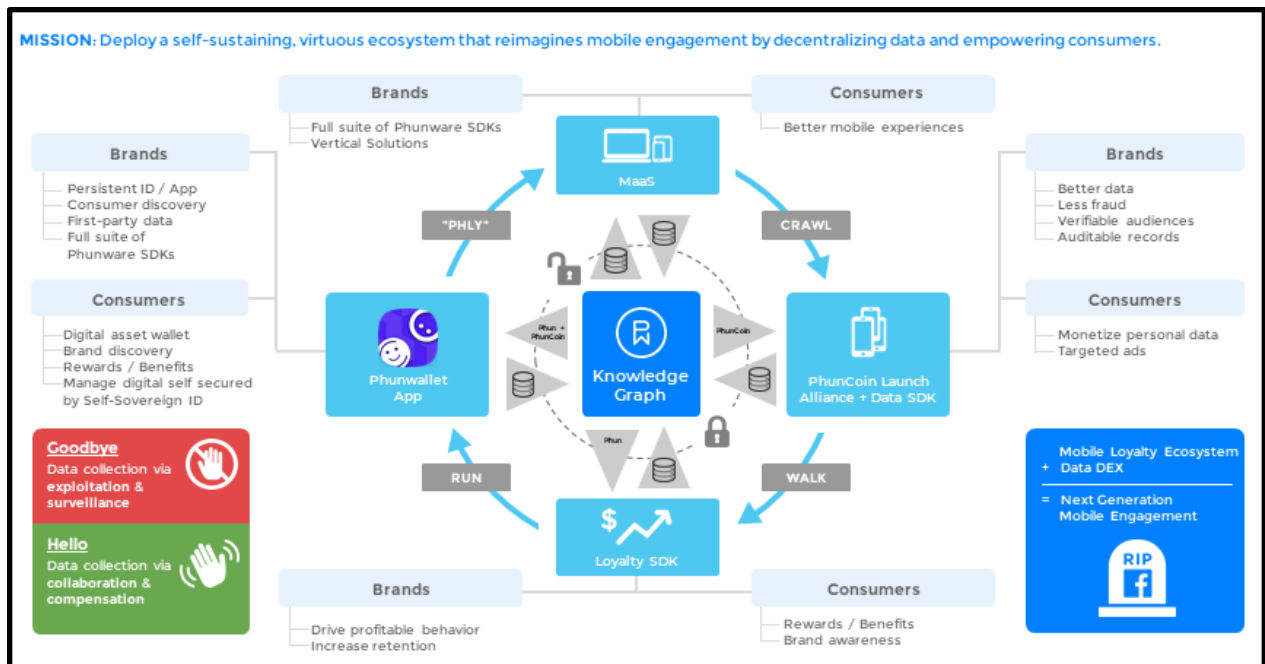 MISSION: Deploy a self-sustaining, virtuous ecosystem that reimagines mobile engagement by decentralizing data and empowering consumers.
Brands
Full suite of Phunware SDKs
Vertical Solutions
Consumers
Better mobile experiences
MaaS
Brands
Persistent ID / App
Consumer discovery
First-party data
Full suite of
Phunware SDKs
Consumers
Digital asset wallet
Brand discovery
Rewards / Benefits
Manage digital self secured
by Self-Sovereign ID
"PHLY"
CRAWL
Brands
Better data
Less fraud
Verifiable audiences
Auditable records
Consumers
Monetize personal data
Targeted ads
Phunwallet
App
Phun +
PhunCoin
Knowledge
Graph
PhunCoin
PhunCoin Launch
Alliance + Data SDK
Phun
RUN
WALK
Loyalty SDK
Goodbye
Data collection via
exploitation &
surveillance
Hello
Data collection via
collaboration &
compensation
Brands
Drive profitable behavior
Increase retention
Consumers
Rewards / Benefits
Brand awareness
Mobile Loyalty Ecosystem
+ Data DEX
= Next Generation
Mobile Engagement
RIP